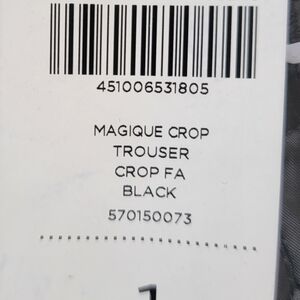 451006531805
MAGIQUE CROP
TROUSER
CROP FA
BLACK
570150073
1